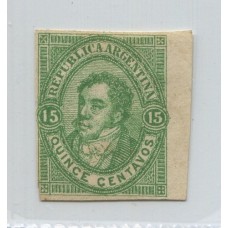 REPUBLICA ARGENTINA
15 15
QUINCE CENTAVOS